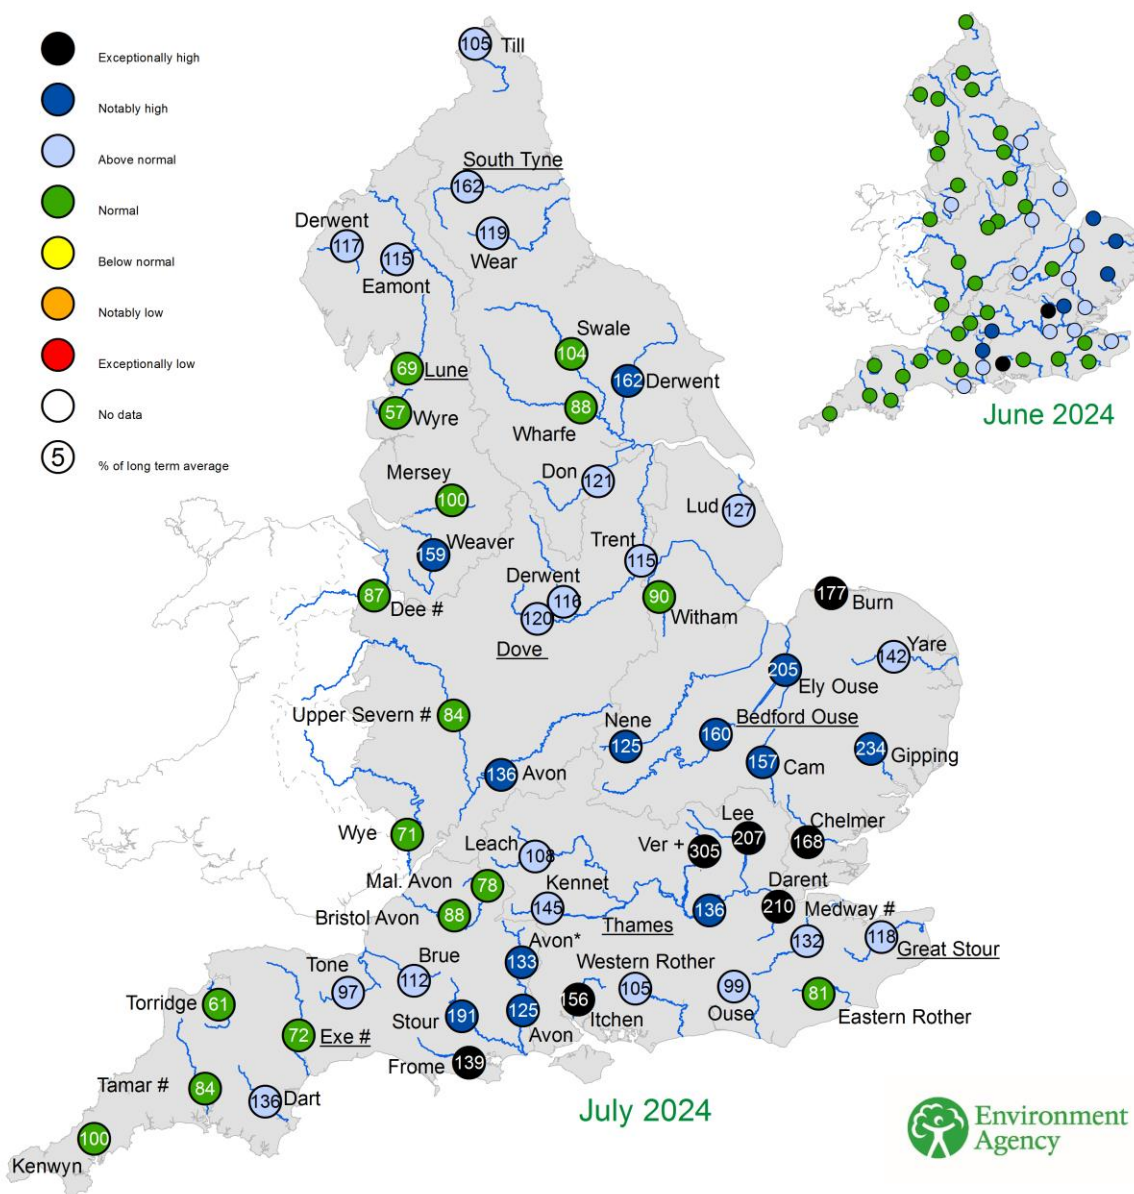 Exceptionally high
Notably high
Above normal
Normal
Below normal
Notably low
Exceptionally low
No data
5
% of long term average
June 2024
105 Till
South Tyne
162
Derwent
117
119
Wear
115
Eamont
Swale
104
69 Lune
162 Derwent
57 Wyre
88
Wharfe
Mersey
100
Don 121
Lud 127
159 Weaver
Trent
115
Derwent
116
87
Dee #
120
Dove
90
Witham
177 Burn
Yare
142
205
Ely Ouse
Upper Severn # 84
Nene
125
Bedford Ouse
160
157 Cam
234 Gipping
136 Avon
Wye 71
Lee
207
Chelmer
168
Ver + 305
Leach 108
Mal. Avon 78
Kennet
145
Darent
210
Bristol Avon 88
Thames
136
Medway #
132
118
Great Stour
Avon*
133
Brue
112
Tone
97
Western Rother
105
99
Ouse
81
Eastern Rother
156
Itchen
Torridge 61
Stour 191
125
Avon
72 Exe #
Frome 139
Tamar # 84
136 Dart
100
Kenwyn
July 2024
Environment
Agency